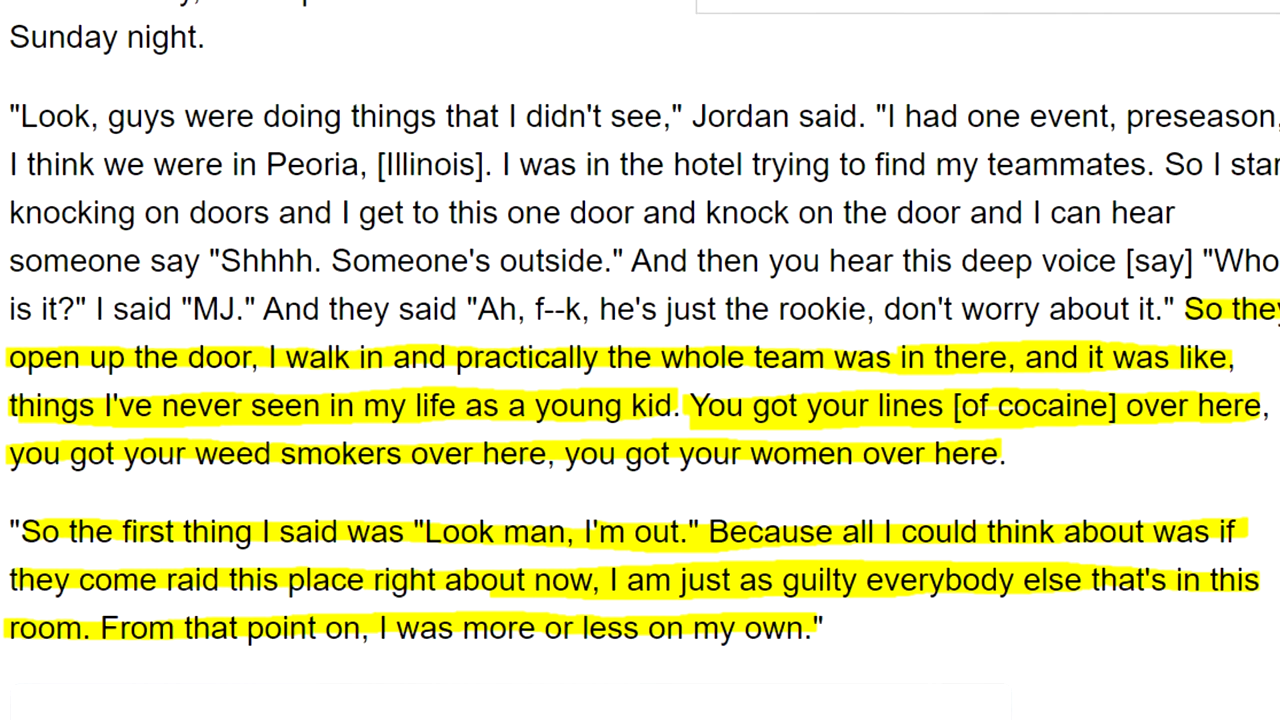 Sunday night.
"Look, guys were doing things that I didn't see," Jordan said. "I had one event, preseason,
I think we were in Peoria, [Illinois]. I was in the hotel trying to find my teammates. So I star
knocking on doors and I get to this one door and knock on the door and I can hear
someone say "Shhhh. Someone's outside." And then you hear this deep voice [say] "Who
is it?" I said "MJ." And they said "Ah, f--k, he's just the rookie, don't worry about it." So they
open up the door, I walk in and practically the whole team was in there, and it was like,
things I've never seen in my life as a young kid. You got your lines [of cocaine] over here,
you got your weed smokers over here, you got your women over here.
"So the first thing I said was "Look man, I'm out." Because all I could think about was if
they come raid this place right about now, I am just as guilty everybody else that's in this
room. From that point on, I was more or less on my own."